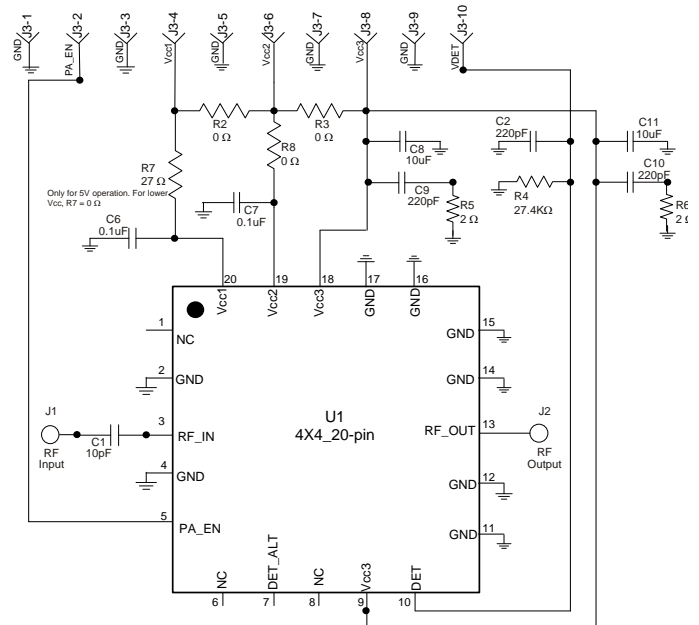 J3-1
J3-2
J3-3
J3-4
J3-5
J3-6
J3-7
J3-8
J3-9
J3-10
GND
PA_EN
GND
Vcc1
GND
Vcc2
GND
Vcc3
GND
VDET
R2
0 Ω
R3
0 Ω
R8
0 Ω
C8
10uF
C2
220pF
C11
10uF
R7
27 Ω
Only for 5V operation. For lower
Vcc, R7 = 0 Ω
C9
220pF
R5
2 Ω
R4
27.4KΩ
C10
220pF
R6
2 Ω
C6
0.1uF
C7
0.1uF
20
19
18
17
16
Vcc1
Vcc2
Vcc3
GND
GND
1
NC
2
GND
3
RF_IN
4
GND
5
PA_EN
J1
RF
Input
C1
10pF
U1
4X4_20-pin
15
GND
14
GND
13
RF_OUT
12
GND
11
GND
J2
RF
Output
NC
DET_ALT
NC
Vcc3
DET
6
7
8
9
10